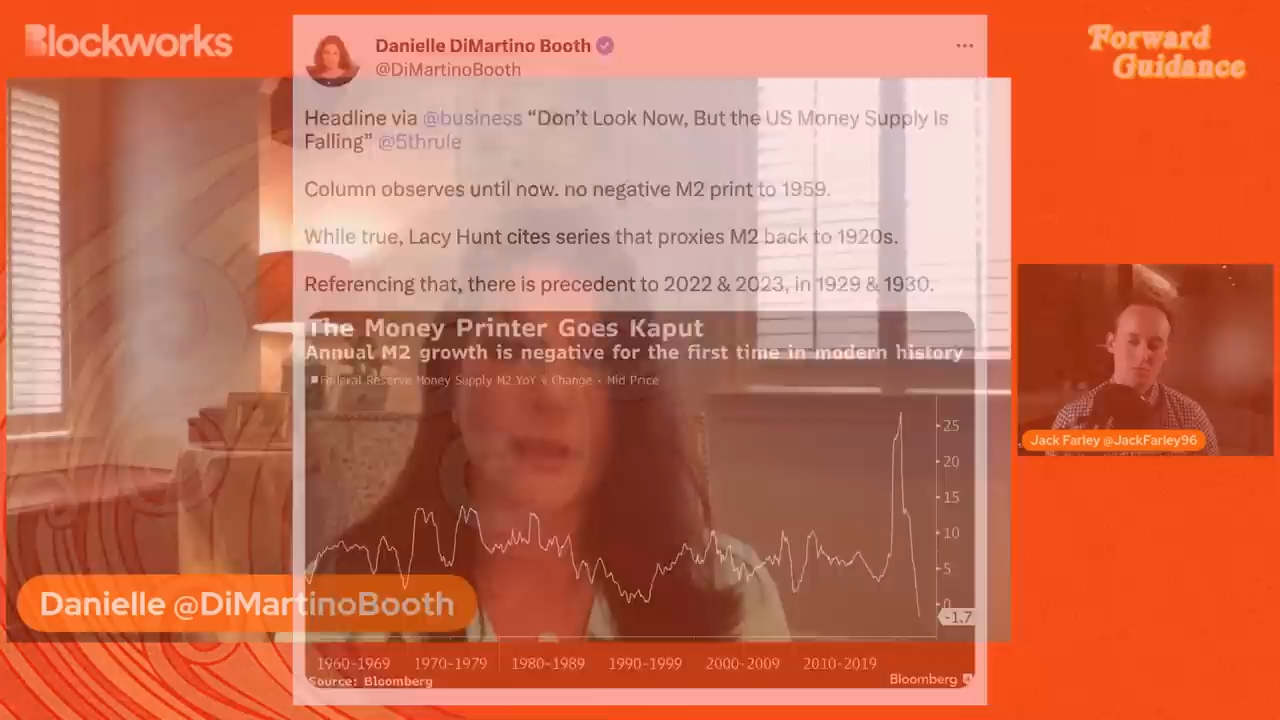 Blockworks
Forward
Guidance
Danielle DiMartino Booth
@DiMartinoBooth
Headline via @business “Don’t Look Now, But the US Money Supply Is
Falling” @5thrule
Column observes until now. no negative M2 print to 1959.
While true, Lacy Hunt cites series that proxies M2 back to 1920s.
Referencing that, there is precedent to 2022 & 2023, in 1929 & 1930.
The Money Printer Goes Kaput
Annual M2 growth is negative for the first time in modern history
Federal Reserve Money Supply M2 YoY % Change - Mid Price
25
20
15
10
5
0
-1.7
1960-1969 1970-1979 1980-1989 1990-1999 2000-2009 2010-2019
Source: Bloomberg
Bloomberg
Danielle @DiMartinoBooth
Jack Farley @JackFarley96